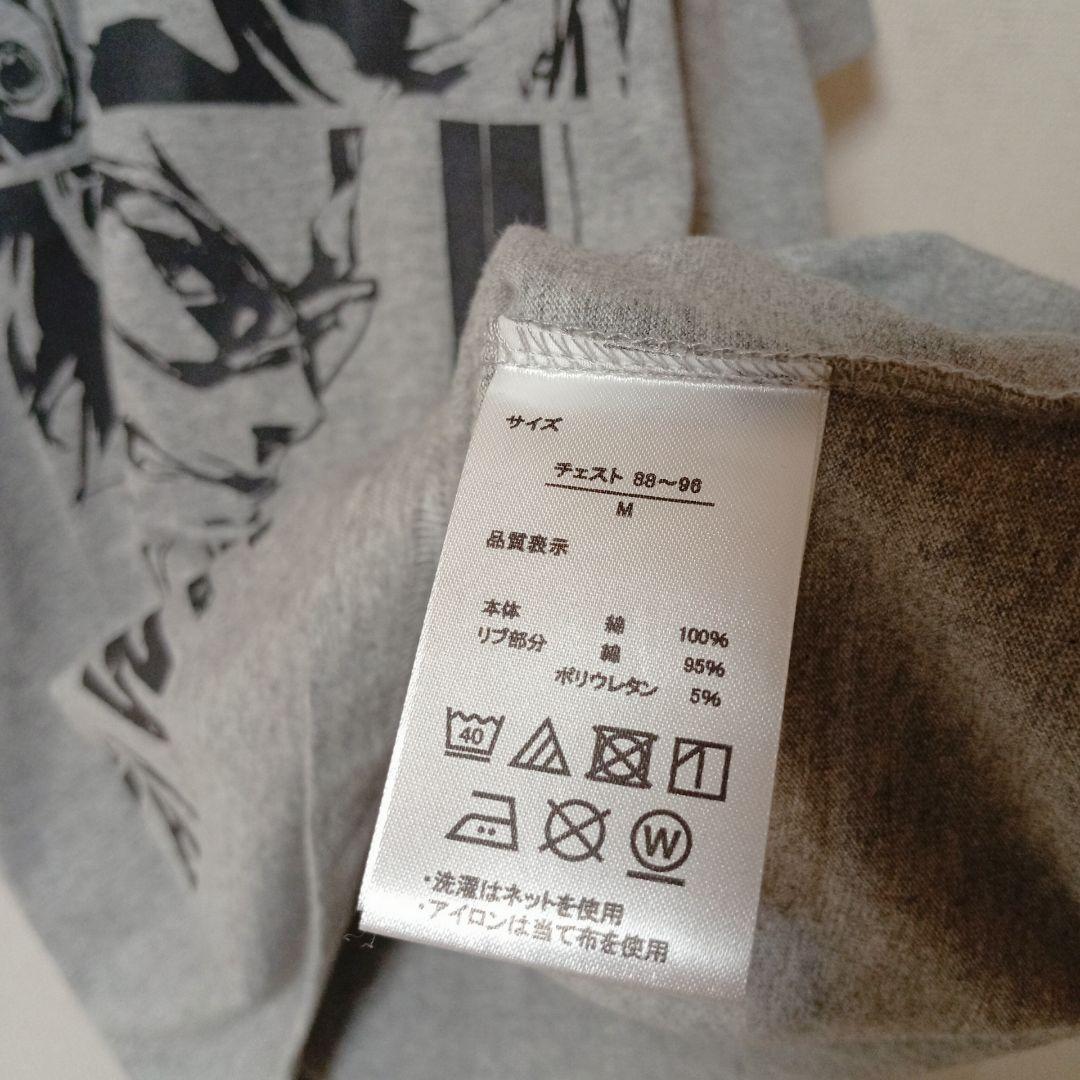 サイズ
チェスト 88～96
M
品質表示
本体 綿 100%
リブ部分 綿 95%
ポリウレタン 5%
40
W
・洗濯はネットを使用
・アイロンは当て布を使用